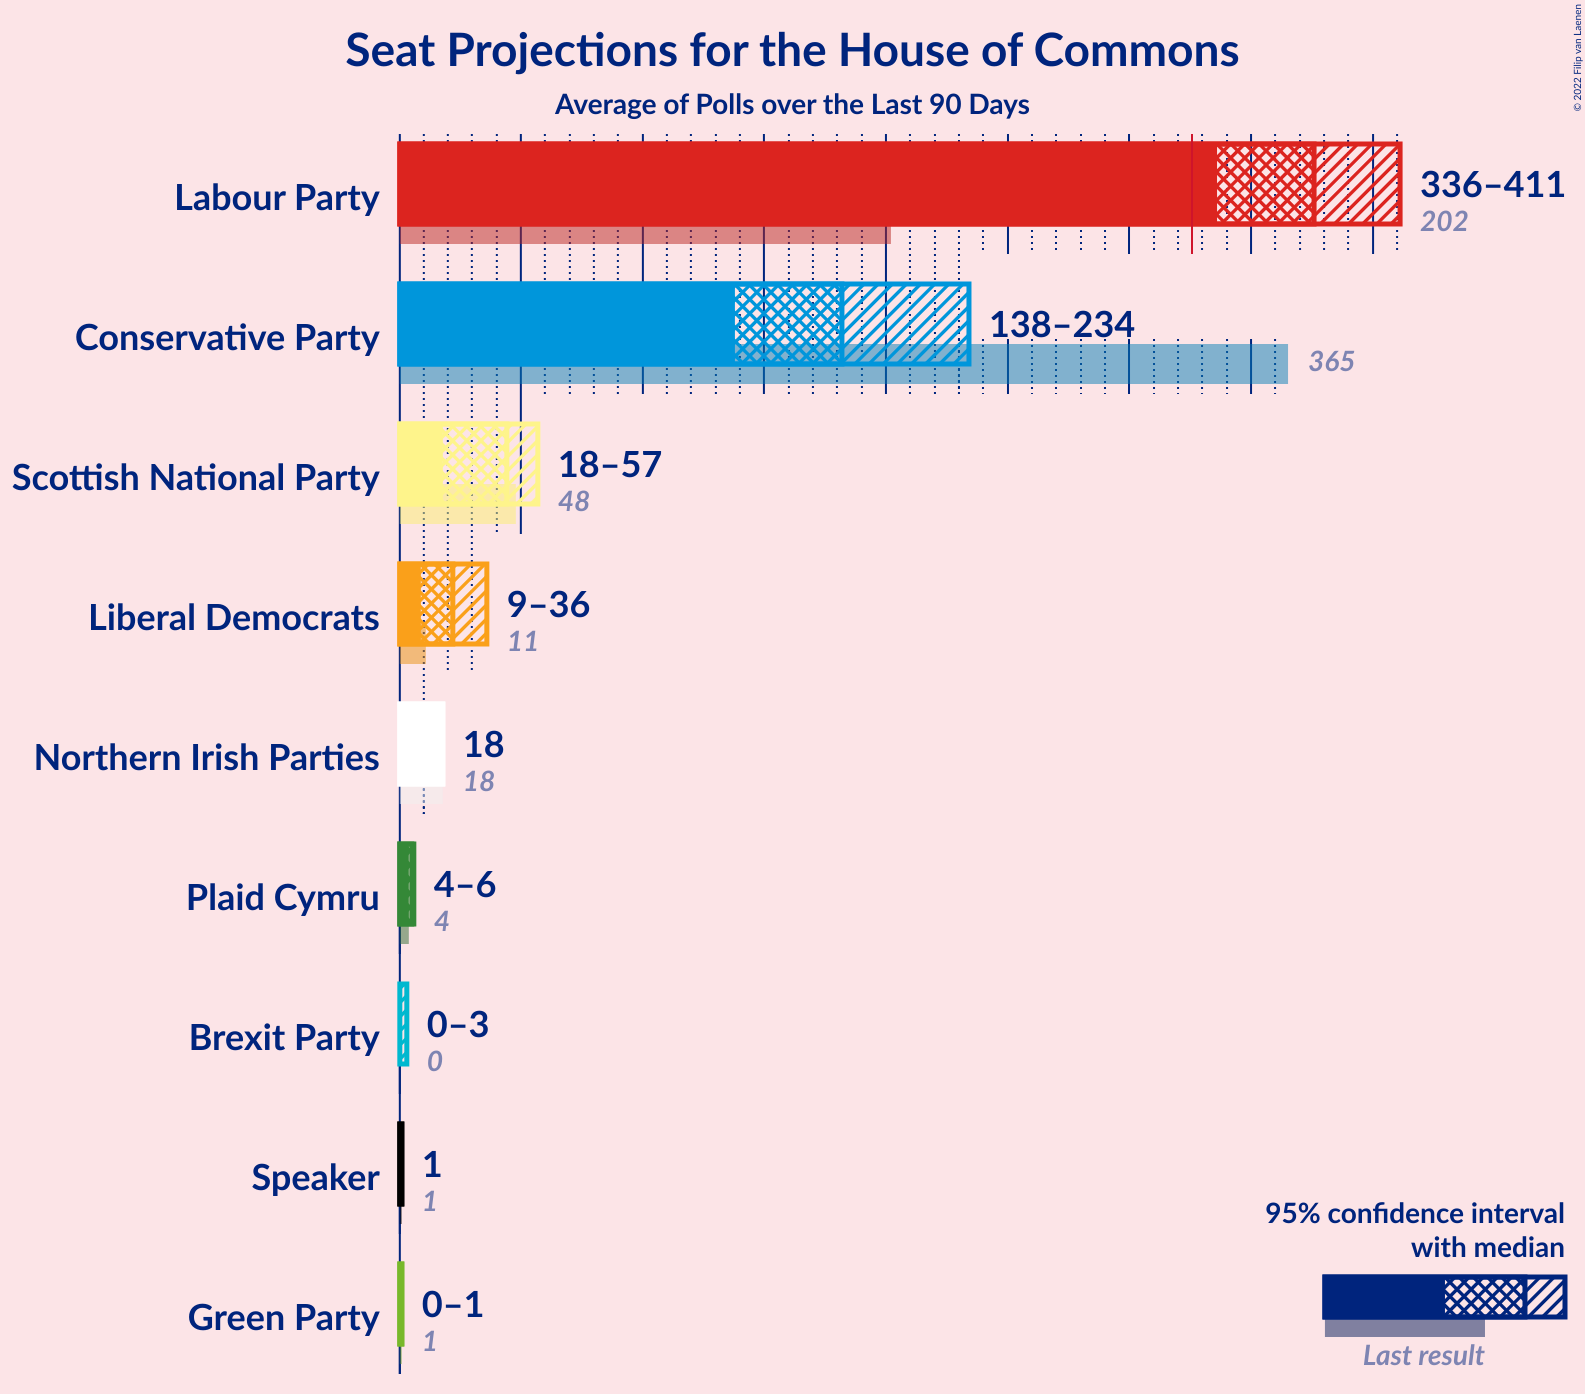 Seat Projections for the House of Commons
Average of Polls over the Last 90 Days
© 2022 Filip van Laenen
Labour Party
336–411
202
Conservative Party
138–234
365
Scottish National Party
18–57
48
Liberal Democrats
9–36
11
Northern Irish Parties
18
18
Plaid Cymru
4–6
4
Brexit Party
0–3
0
Speaker
1
1
Green Party
0–1
1
95% confidence interval
with median
Last result